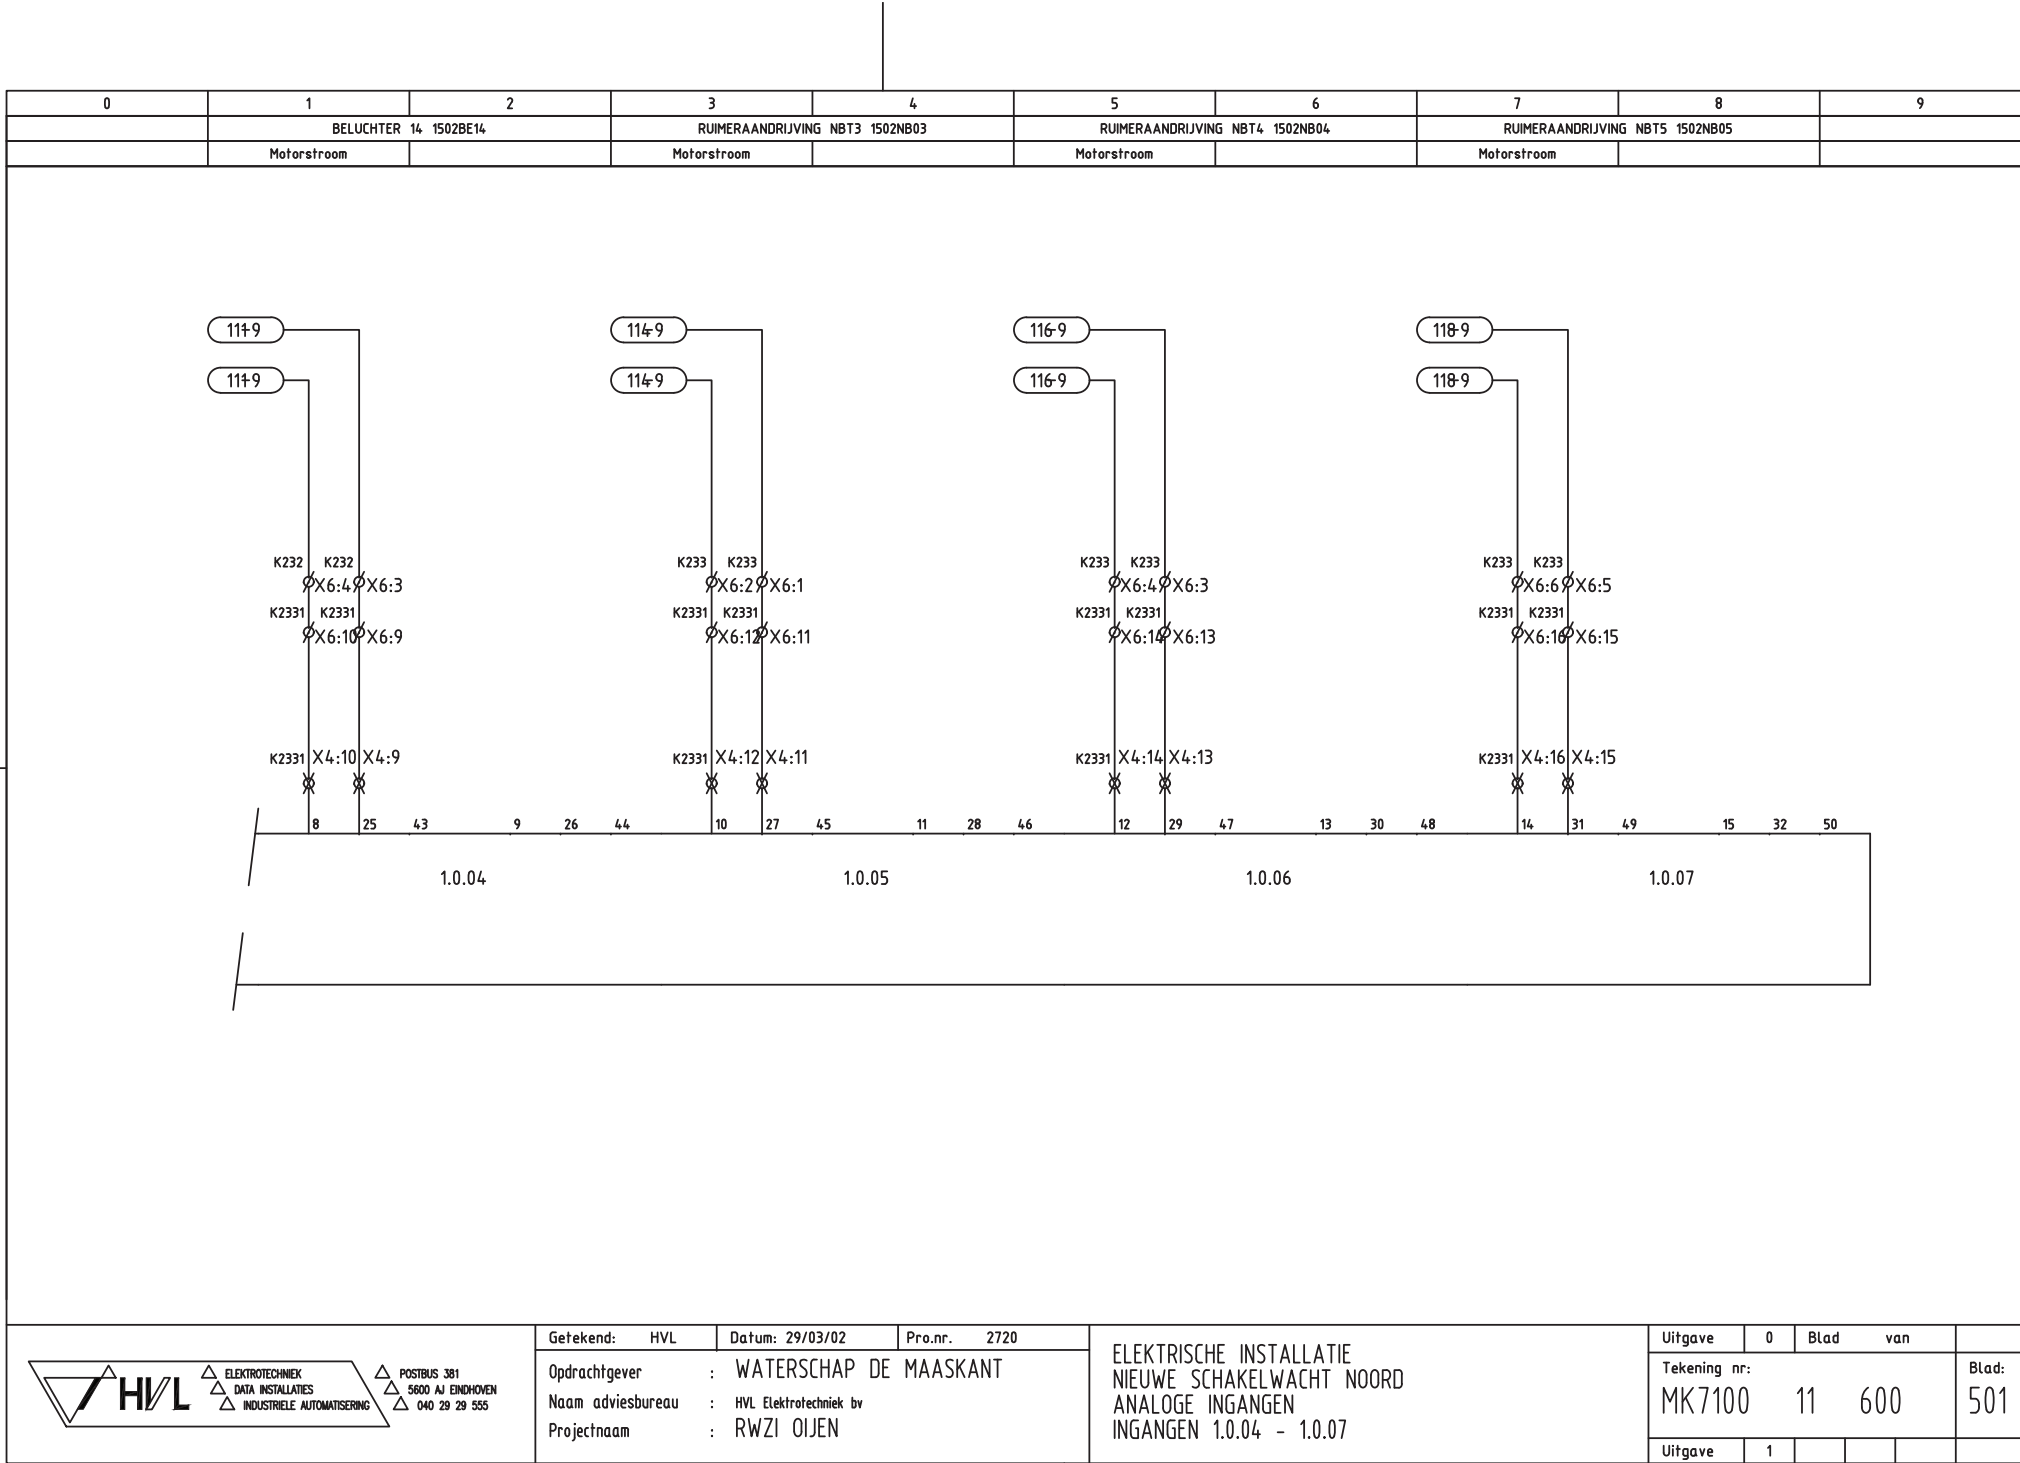 0 1 2 3 4 5 6 7 8 9
BELUCHTER 14 1502BE14 RUIMERAANDRIJVING NBT3 1502NB03 RUIMERAANDRIJVING NBT4 1502NB04 RUIMERAANDRIJVING NBT5 1502NB05
Motorstroom Motorstroom Motorstroom Motorstroom
111-9 114-9 116-9 118-9
111-9 114-9 116-9 118-9
K232 K232 K233 K233 K233 K233 K233 K233
X6:4 X6:3 X6:2 X6:1 X6:4 X6:3 X6:6 X6:5
K2331 K2331 K2331 K2331 K2331 K2331 K2331 K2331
X6:10 X6:9 X6:12 X6:11 X6:14 X6:13 X6:16 X6:15
K2331 X4:10 X4:9 K2331 X4:12 X4:11 K2331 X4:14 X4:13 K2331 X4:16 X4:15
8 25 43 9 26 44 10 27 45 11 28 46 12 29 47 13 30 48 14 31 49 15 32 50
1.0.04 1.0.05 1.0.06 1.0.07
HVL
ELEKTROTECHNIEK
DATA INSTALLATIES
INDUSTRIELE AUTOMATISERING
POSTBUS 381
5600 AJ EINDHOVEN
040 29 29 555
Getekend: HVL Datum: 29/03/02 Pro.nr. 2720
Opdrachtgever : WATERSCHAP DE MAASKANT
Naam adviesbureau : HVL Elektrotechniek bv
Projectnaam : RWZI OIJEN
ELEKTRISCHE INSTALLATIE
NIEUWE SCHAKELWACHT NOORD
ANALOGE INGANGEN
INGANGEN 1.0.04 - 1.0.07
Uitgave 0 Blad van
Tekening nr: Blad:
MK7100 11 600 501
Uitgave 1